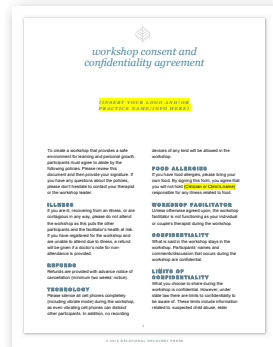 workshop consent and
confidentiality agreement
[INSERT YOUR LOGO AND/OR
PRACTICE NAME/INFO HERE]
To create a workshop that provides a safe
environment for learning and personal growth,
participants must agree to abide by the
following policies. Please review this
document and then provide your signature. If
you have any questions about the policies,
please don't hesitate to contact your therapist
or the workshop leader.
ILLNESS
If you are ill, recovering from an illness, or are
contagious in any way, please do not attend
the workshop as this puts other
participants and the facilitator's health at risk.
If you have registered for the workshop and
are unable to attend due to illness, a refund
will be given if a doctor's note for non-
attendance is provided.
REFUNDS
Refunds are provided with advance notice of
cancellation (minimum two weeks' notice).
TECHNOLOGY
Please silence all cell phones completely
(including vibrate mode) during the workshop,
as even vibrating cell phones can distract
other participants. In addition, no recording
devices of any kind will be allowed in the
workshop.
FOOD ALLERGIES
If you have food allergies, please bring your
own food. By signing this form, you agree that
you will not hold [Clinician or Clinic's name]
responsible for any illness related to food.
WORKSHOP FACILITATOR
Unless otherwise agreed upon, the workshop
facilitator is not functioning as your individual
or couple's therapist during the workshop.
CONFIDENTIALITY
What is said in the workshop stays in the
workshop. Participants' names and
comments/discussion that occurs during the
workshop are confidential.
LIMITS OF
CONFIDENTIALITY
What you choose to share during the
workshop is confidential. However, under
state law there are limits to confidentiality to
be aware of. These limits include information
related to: suspected child abuse, elder
© 2018 RELATIONAL RECOVERY PRESS